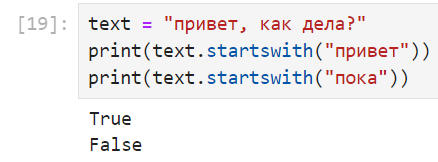 [19]: text = "привет, как дела?"
print(text.startswith("привет"))
print(text.startswith("пока"))
True
False